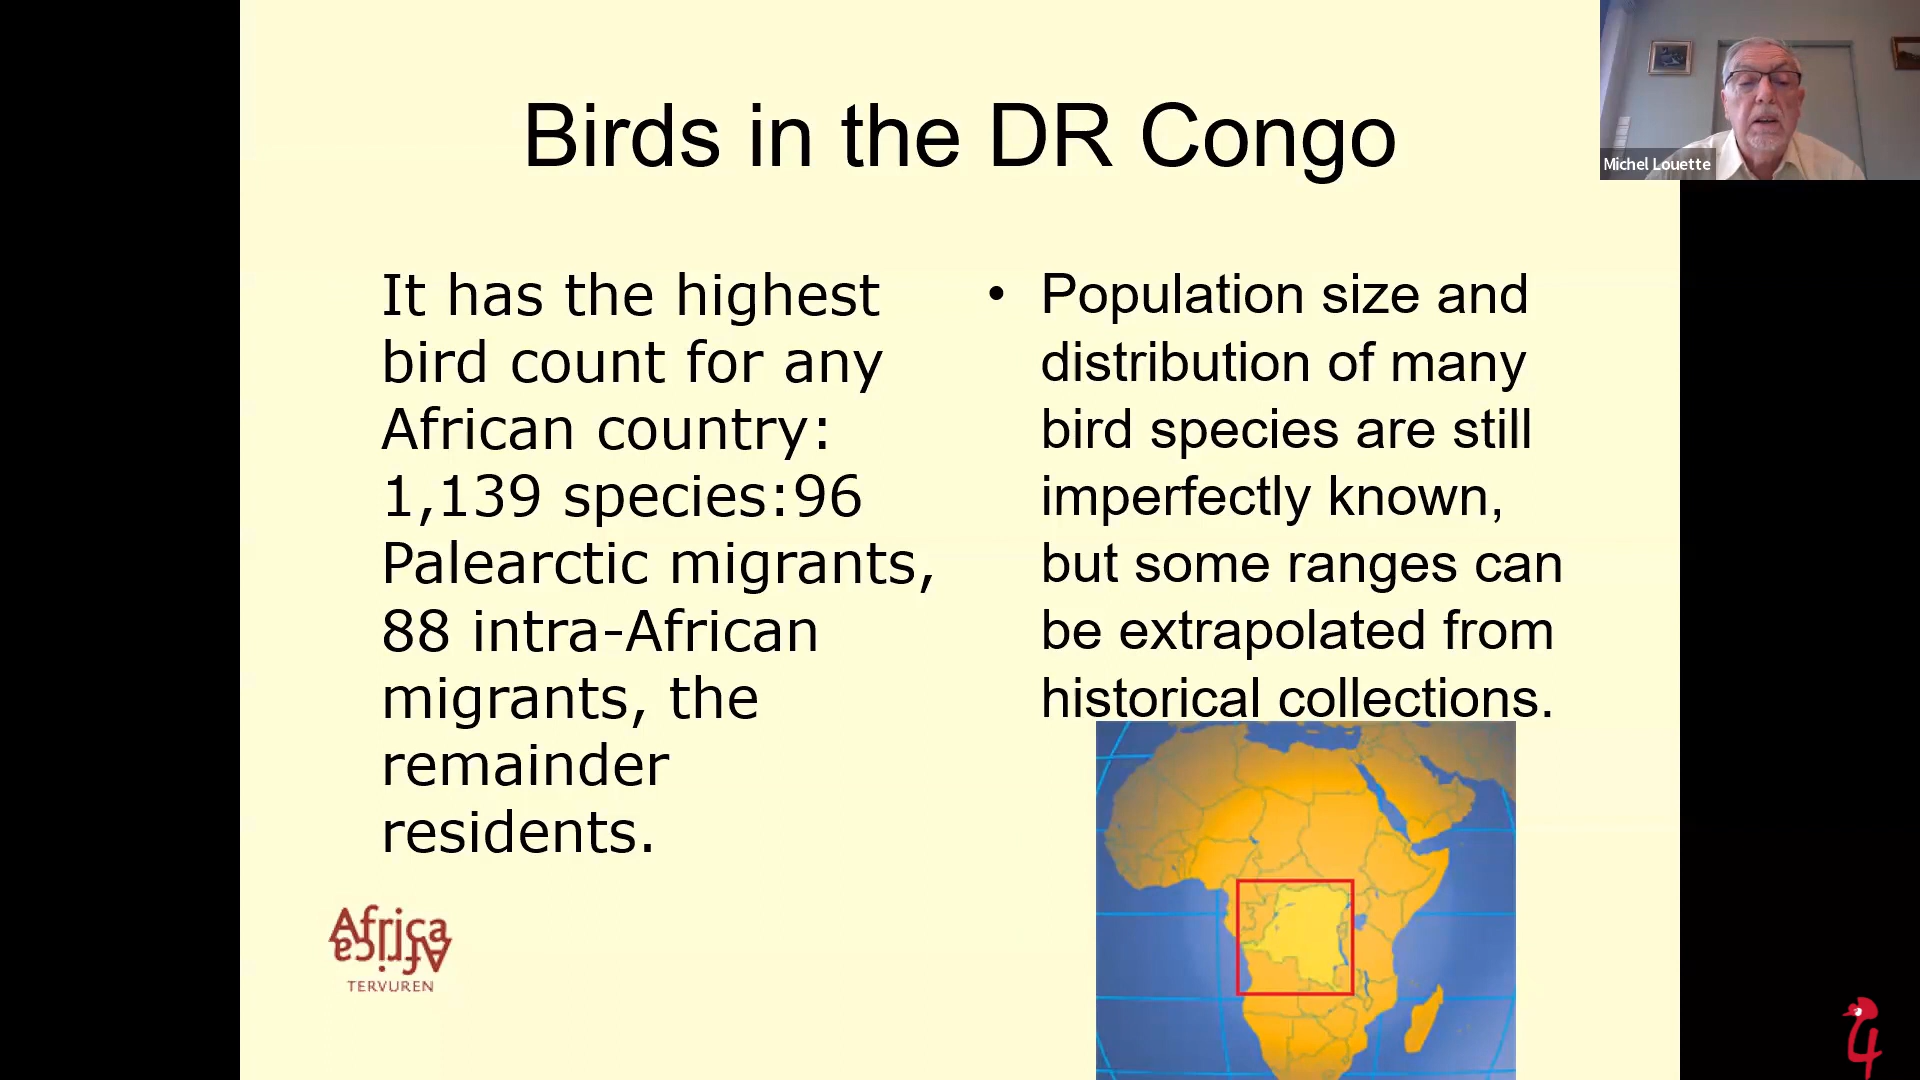 Birds in the DR Congo
Michel Louette
It has the highest
bird count for any
African country:
1,139 species:96
Palearctic migrants,
88 intra-African
migrants, the
remainder
residents.
• Population size and
distribution of many
bird species are still
imperfectly known,
but some ranges can
be extrapolated from
historical collections.
Africa
Africa
TERVUREN
4